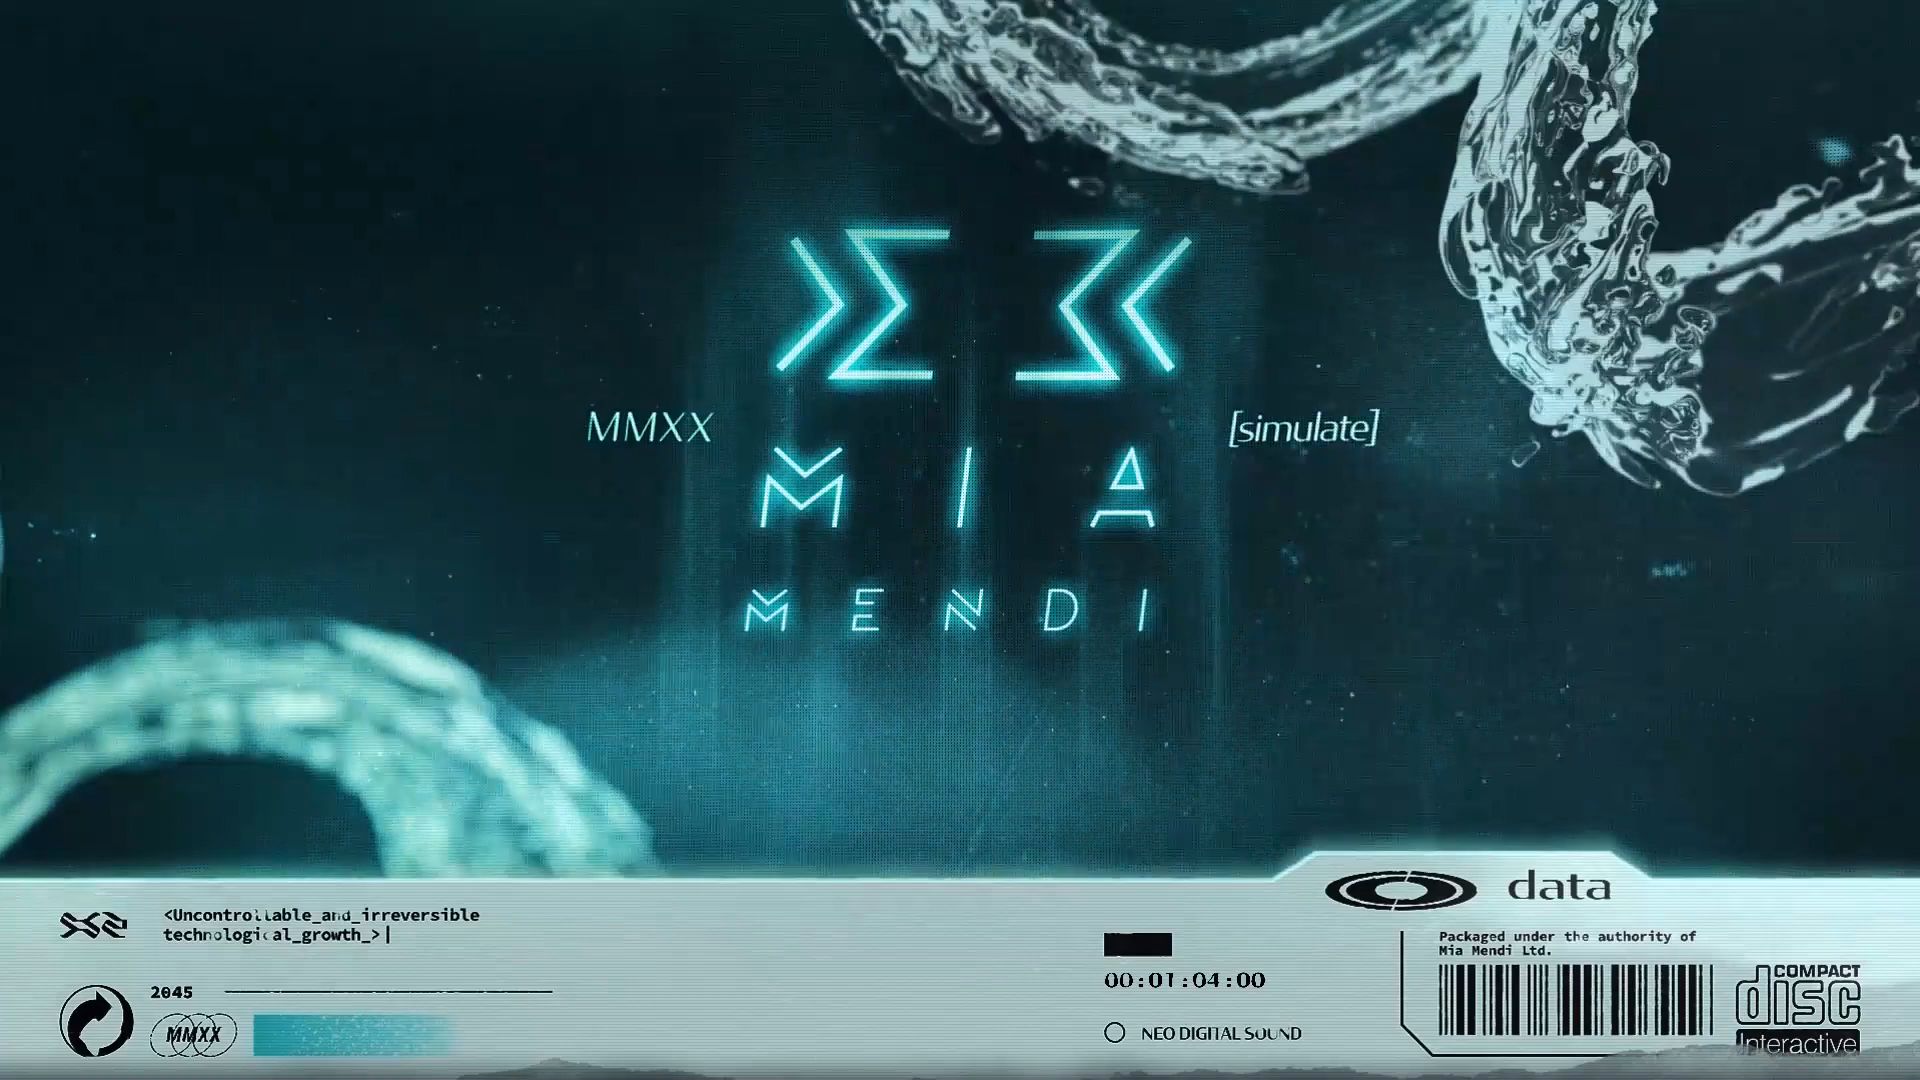 MMXX
[simulate]
MIA
MENDI
data
<Uncontrollable_and_irreversible
technological_growth_>|
Packaged under the authority of
Mia Mendi Ltd.
00:01:04:00
2045
MMXX
NEO DIGITAL SOUND
COMPACT
disc
Interactive